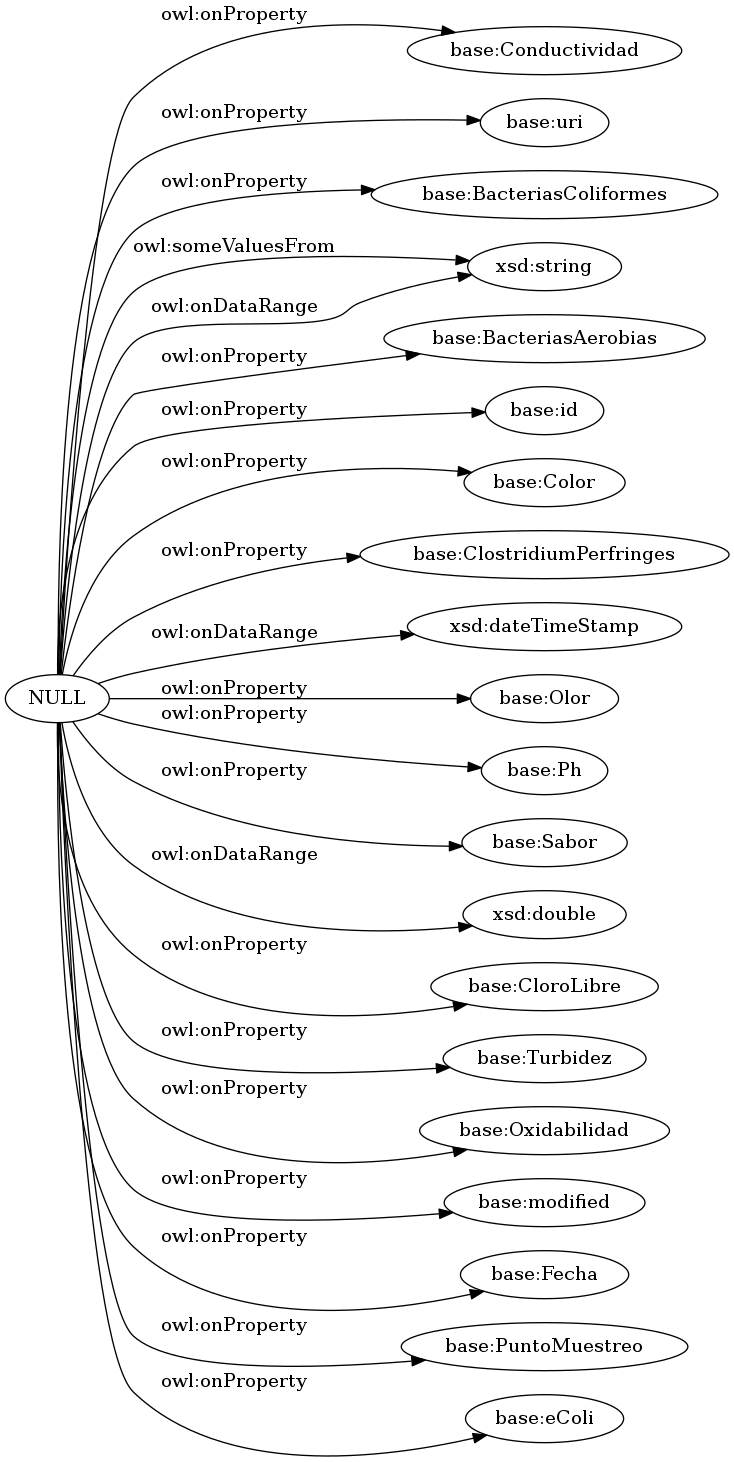 owl:onProperty
base:Conductividad
owl:onProperty
base:uri
owl:onProperty
base:BacteriasColiformes
owl:someValuesFrom
xsd:string
owl:onDataRange
base:BacteriasAerobias
owl:onProperty
owl:onProperty
base:id
owl:onProperty
base:Color
owl:onProperty
base:ClostridiumPerfringes
owl:onDataRange
xsd:dateTimeStamp
NULL
owl:onProperty
base:Olor
owl:onProperty
base:Ph
owl:onProperty
base:Sabor
owl:onDataRange
xsd:double
owl:onProperty
base:CloroLibre
owl:onProperty
base:Turbidez
owl:onProperty
base:Oxidabilidad
owl:onProperty
base:modified
owl:onProperty
base:Fecha
owl:onProperty
base:PuntoMuestreo
owl:onProperty
base:eColi